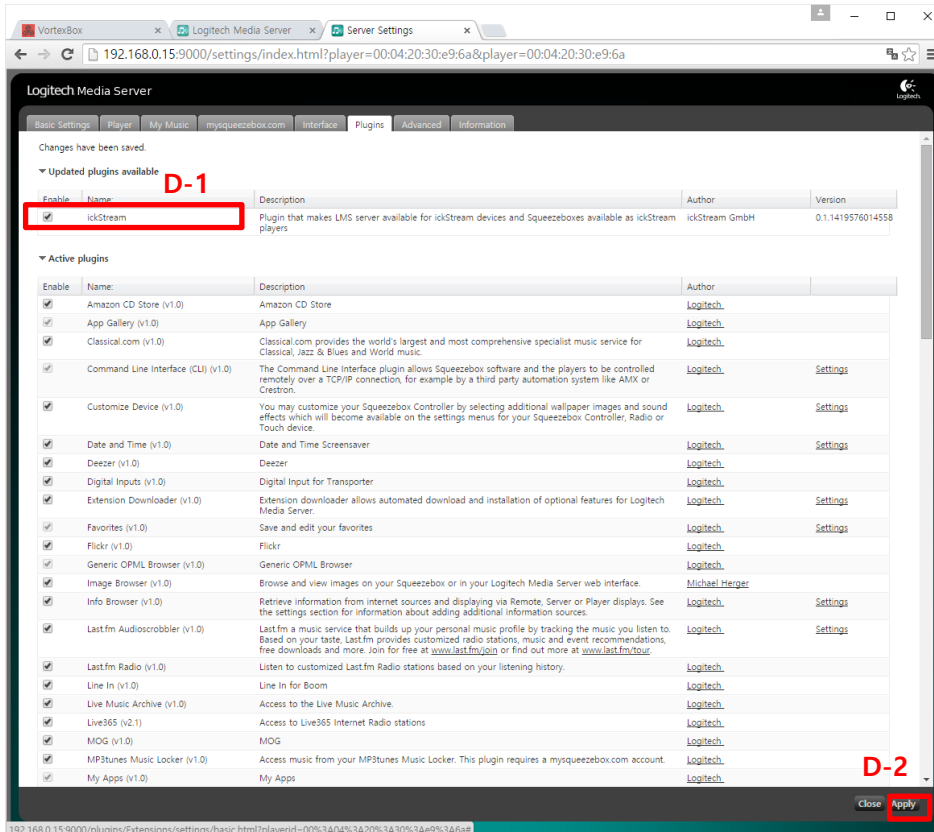 VortexBox
Logitech Media Server
Server Settings
192.168.0.15:9000/settings/index.html?player=00:04:20:30:e9:6a&player=00:04:20:30:e9:6a
Logitech Media Server
Logitech
Basic Settings Player My Music mysqueezebox.com Interface Plugins Advanced Information
Changes have been saved.
Updated plugins available
D-1
Enable Name: Description Author Version
ickStream Plugin that makes LMS server available for ickStream devices and Squeezeboxes available as ickStream ickStream GmbH 0.1.1419576014558
players
Active plugins
Enable Name: Description Author
Amazon CD Store (v1.0) Amazon CD Store Logitech
App Gallery (v1.0) App Gallery Logitech
Classical.com (v1.0) Classical.com provides the world's largest and most comprehensive specialist music service for Logitech
Classical, Jazz & Blues and World music.
Command Line Interface (CLI) (v1.0) The Command Line Interface plugin allows Squeezebox software and the players to be controlled Logitech Settings
remotely over a TCP/IP connection, for example by a third party automation system like AMX or
Crestron.
Customize Device (v1.0) You may customize your Squeezebox Controller by selecting additional wallpaper images and sound Logitech Settings
effects which will become available on the settings menus for your Squeezebox Controller, Radio or
Touch device.
Date and Time (v1.0) Date and Time Screensaver Logitech Settings
Deezer (v1.0) Deezer Logitech
Digital Inputs (v1.0) Digital Input for Transporter Logitech
Extension Downloader (v1.0) Extension downloader allows automated download and installation of optional features for Logitech Logitech Settings
Media Server.
Favorites (v1.0) Save and edit your favorites Logitech Settings
Flickr (v1.0) Flickr Logitech
Generic OPML Browser (v1.0) Generic OPML Browser Logitech
Image Browser (v1.0) Browse and view images on your Squeezebox or in your Logitech Media Server web interface. Michael Herger
Info Browser (v1.0) Retrieve information from internet sources and displaying via Remote, Server or Player displays. See Logitech Settings
the settings section for information about adding additional information sources.
Last.fm Audioscrobbler (v1.0) Last.fm a music service that builds up your personal music profile by tracking the music you listen to. Logitech Settings
Based on your taste, Last.fm provides customized radio stations, music and event recommendations,
free downloads and more. Join for free at www.last.fm/join or find out more at www.last.fm/tour.
Last.fm Radio (v1.0) Listen to customized Last.fm Radio stations based on your listening history. Logitech
Line In (v1.0) Line In for Boom Logitech
Live Music Archive (v1.0) Access to the Live Music Archive. Logitech
Live365 (v2.1) Access to Live365 Internet Radio stations Logitech
MOG (v1.0) MOG Logitech
MP3tunes Music Locker (v1.0) Access music from your MP3tunes Music Locker. This plugin requires a mysqueezebox.com account. Logitech
My Apps (v1.0) My Apps Logitech
D-2
Close Apply
192.168.0.15:9000/plugins/Extensions/settings/basic.html?playerid=00%3A04%3A20%3A30%3Ae9%3A6a#